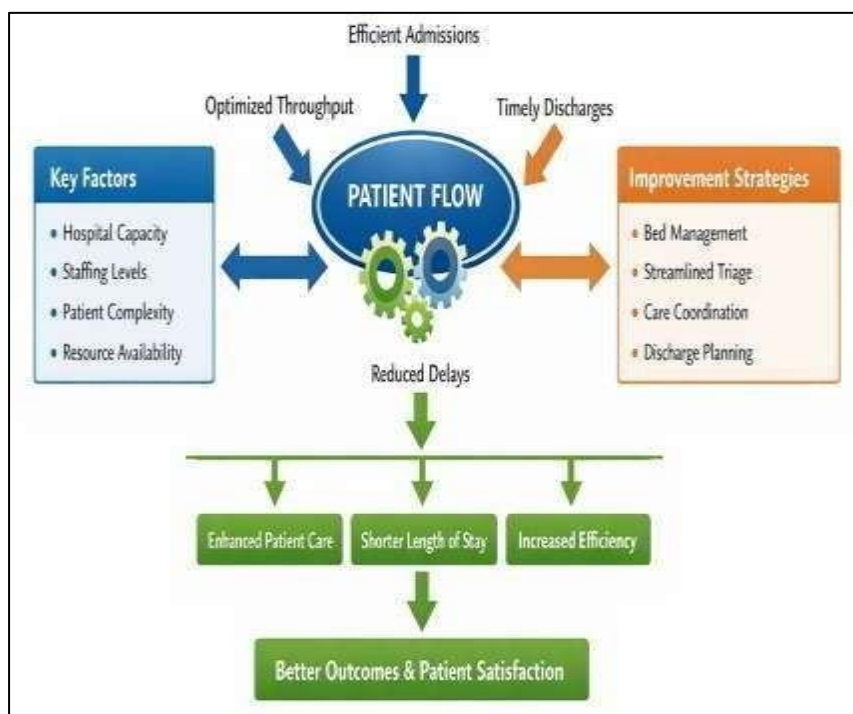 Efficient Admissions
Optimized Throughput
Timely Discharges
Key Factors
• Hospital Capacity
• Staffing Levels
• Patient Complexity
• Resource Availability
PATIENT FLOW
Improvement Strategies
• Bed Management
• Streamlined Triage
• Care Coordination
• Discharge Planning
Reduced Delays
Enhanced Patient Care
Shorter Length of Stay
Increased Efficiency
Better Outcomes & Patient Satisfaction